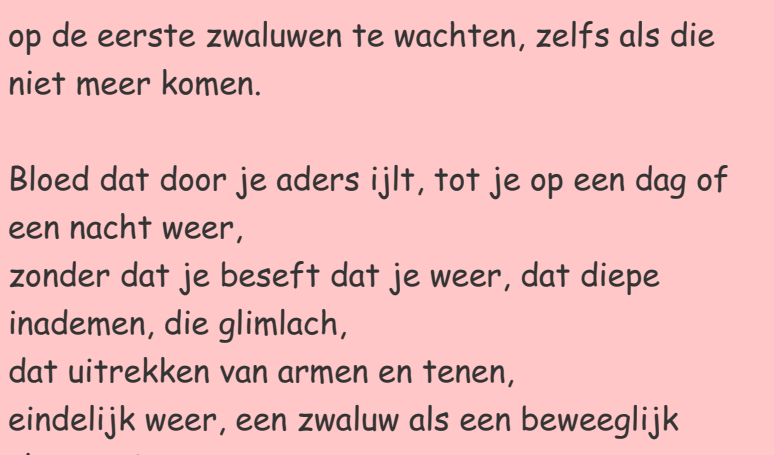 op de eerste zwaluwen te wachten, zelfs als die
niet meer komen.
Bloed dat door je aders ijlt, tot je op een dag of
een nacht weer,
zonder dat je beseft dat je weer, dat diepe
inademen, die glimlach,
dat uitrekken van armen en tenen,
eindelijk weer, een zwaluw als een beweeglijk